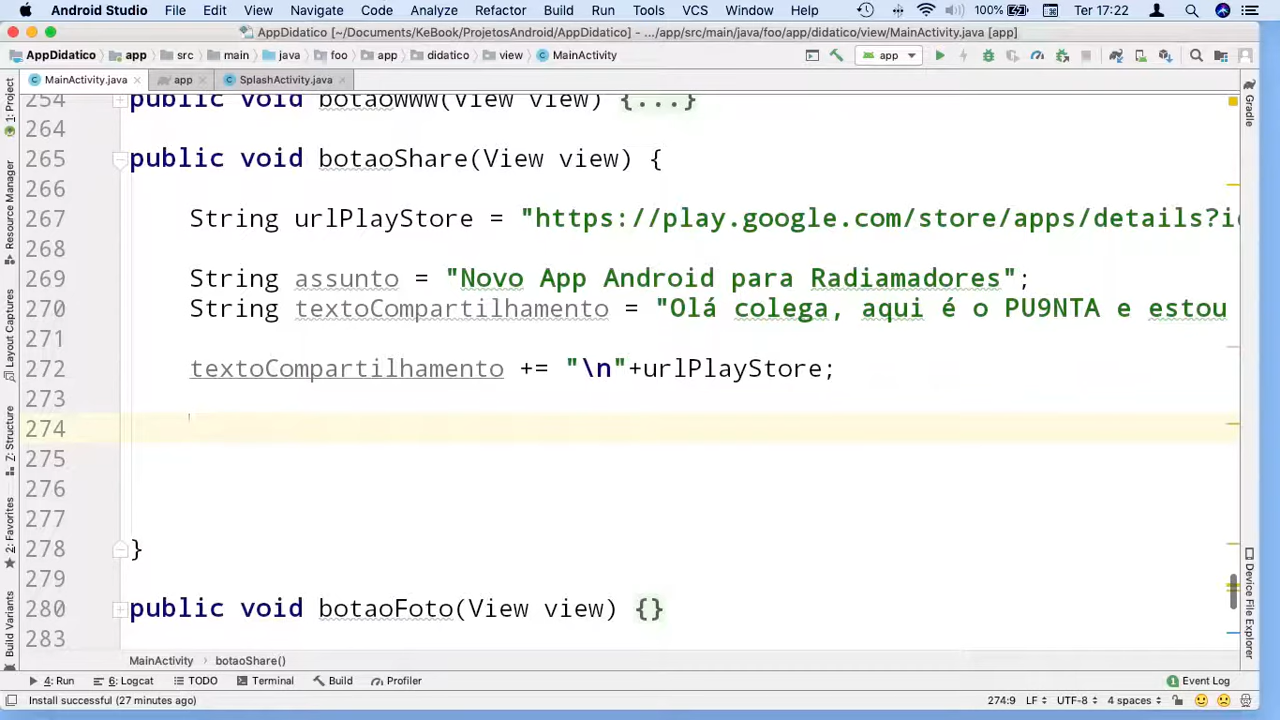 Android Studio File Edit View Navigate Code Analyze Refactor Build Run Tools VCS Window Help 100% Ter 17:22
AppDidatico [~/Documents/KeBook/ProjetosAndroid/AppDidatico] - .../app/src/main/java/foo/app/didatico/view/MainActivity.java [app]
AppDidatico app src main java foo app didatico view MainActivity app
MainActivity.java app SplashActivity.java
1: Project
Resource Manager
Layout Captures
Z: Structure
2: Favorites
Build Variants
Gradle
Device File Explorer
254 public void botaoWWW(View view) {...}
264
265 public void botaoShare(View view) {
266
267 String urlPlayStore = "https://play.google.com/store/apps/details?i
268
269 String assunto = "Novo App Android para Radiamadores";
270 String textoCompartilhamento = "Olá colega, aqui é o PU9NTA e estou
271
272 textoCompartilhamento += "\n"+urlPlayStore;
273
274
275
276
277
278 }
279
280 public void botaoFoto(View view) {}
283
MainActivity botaoShare()
4: Run 6: Logcat TODO Terminal Build Profiler Event Log
Install successful (27 minutes ago) 274:9 LF UTF-8 4 spaces